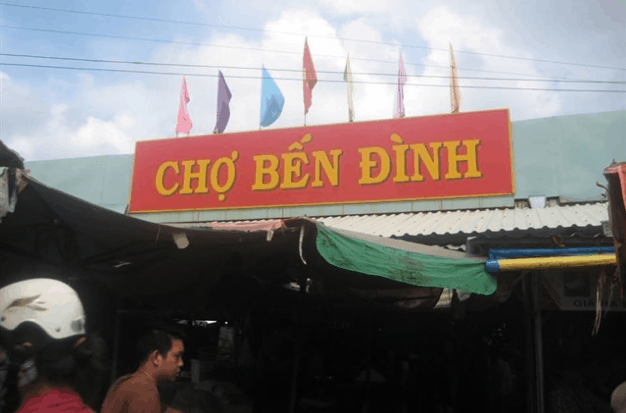 CHỢ BẾN ĐÌNH